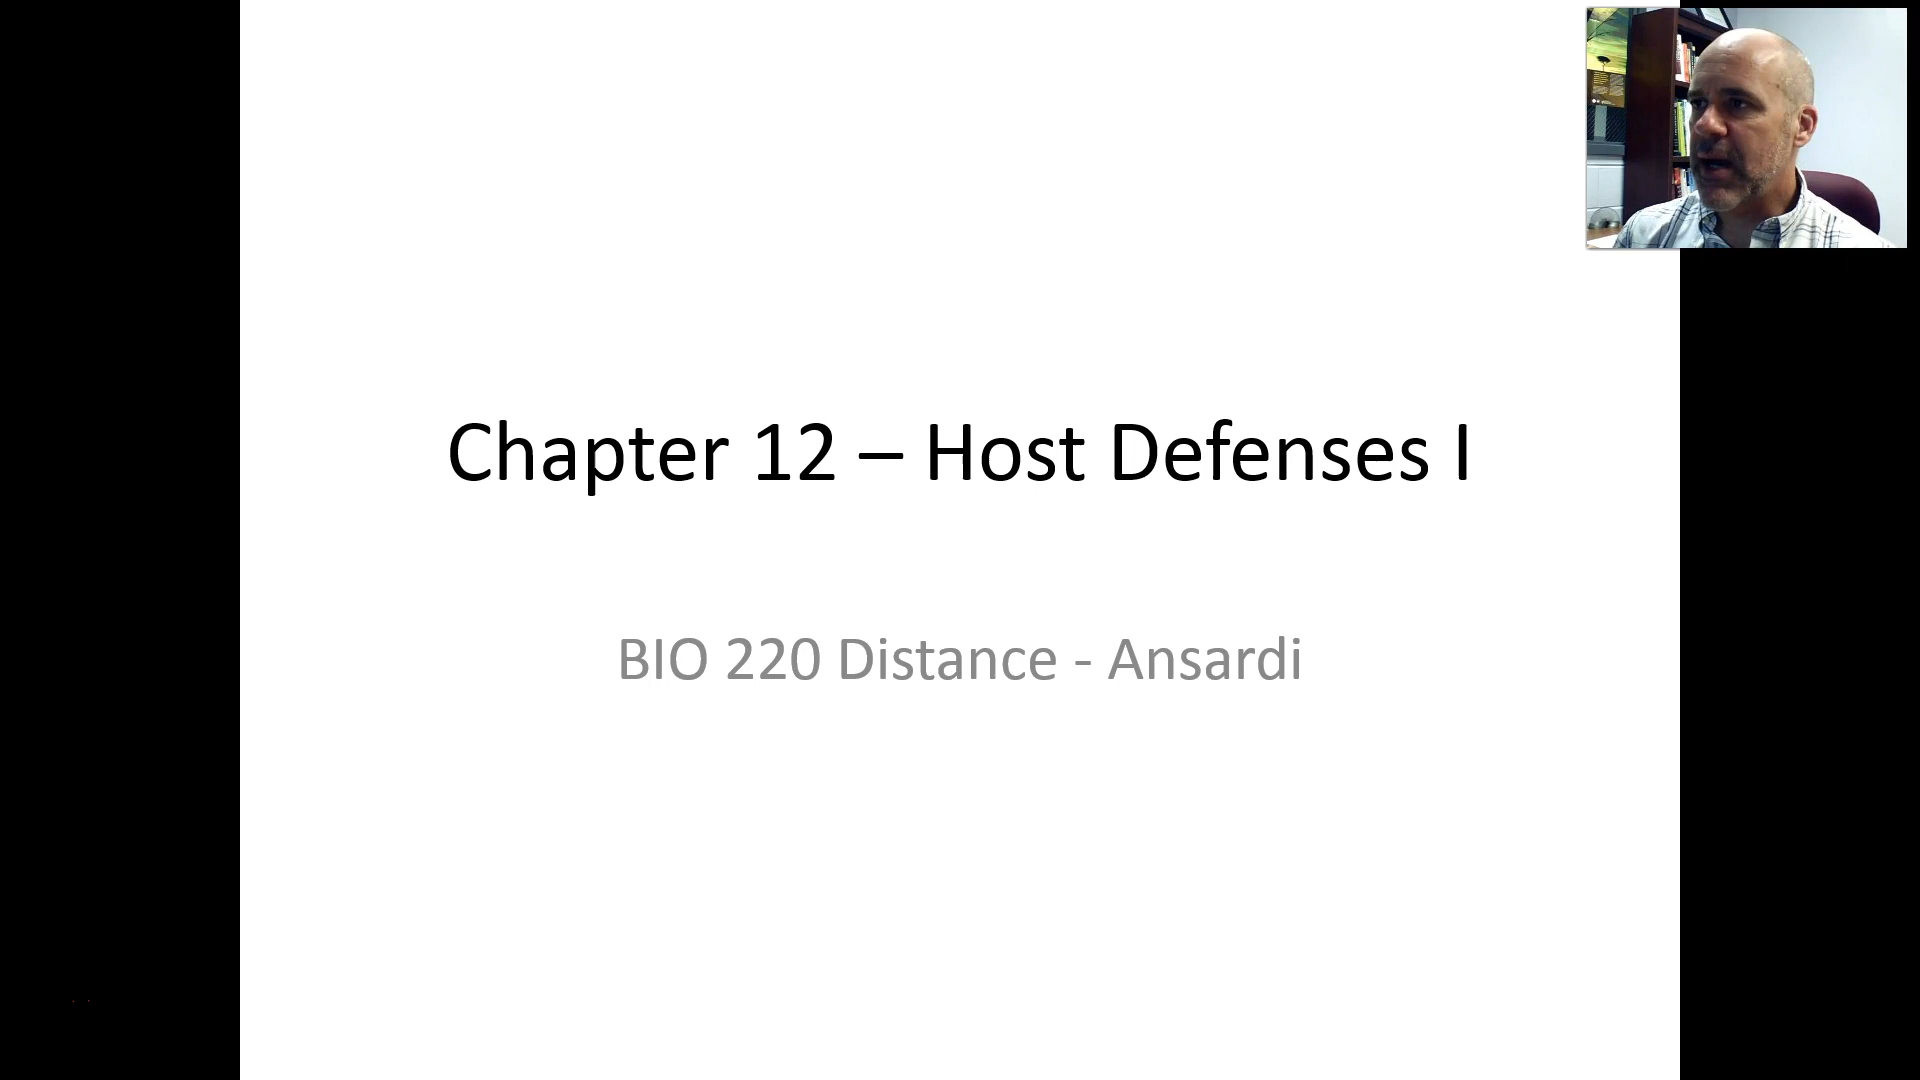 Chapter 12 – Host Defenses I
BIO 220 Distance - Ansardi